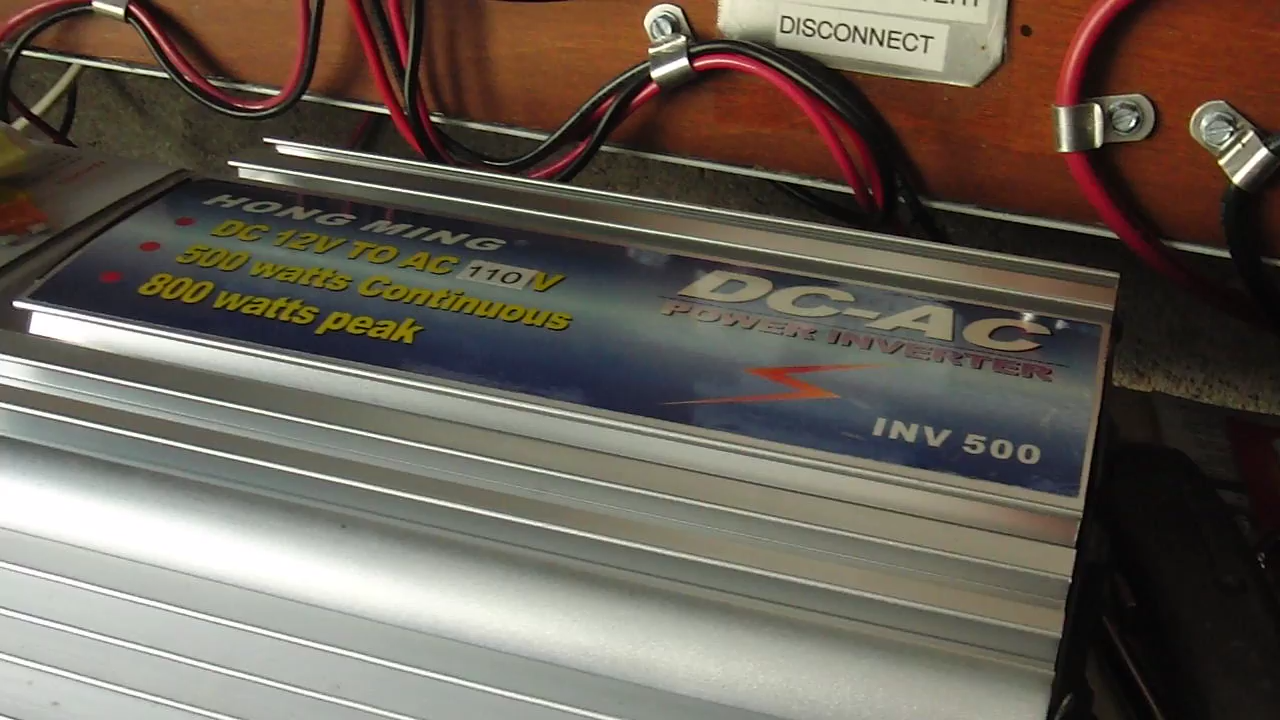 DISCONNECT
HONG MING
DC 12V TO AC 110 V
500 watts Continuous
800 watts peak
DC-AC
POWER INVERTER
INV 500